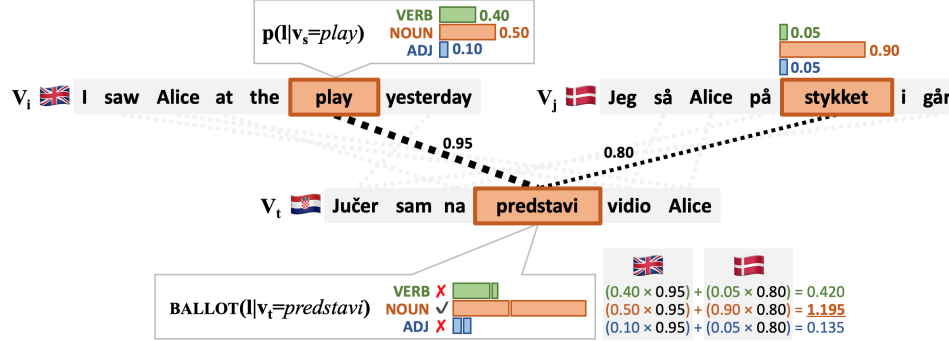 p(l|vₛ=play)
VERB 0.40
NOUN 0.50
ADJ 0.10
0.05
0.90
0.05
Vᵢ I saw Alice at the play yesterday
Vⱼ Jeg så Alice på stykket i går
0.95
0.80
Vₜ Jučer sam na predstavi vidio Alice
BALLOT(l|vₜ=predstavi)
VERB ✗
NOUN ✓
ADJ ✗
(0.40 × 0.95) + (0.05 × 0.80) = 0.420
(0.50 × 0.95) + (0.90 × 0.80) = 1.195
(0.10 × 0.95) + (0.05 × 0.80) = 0.135